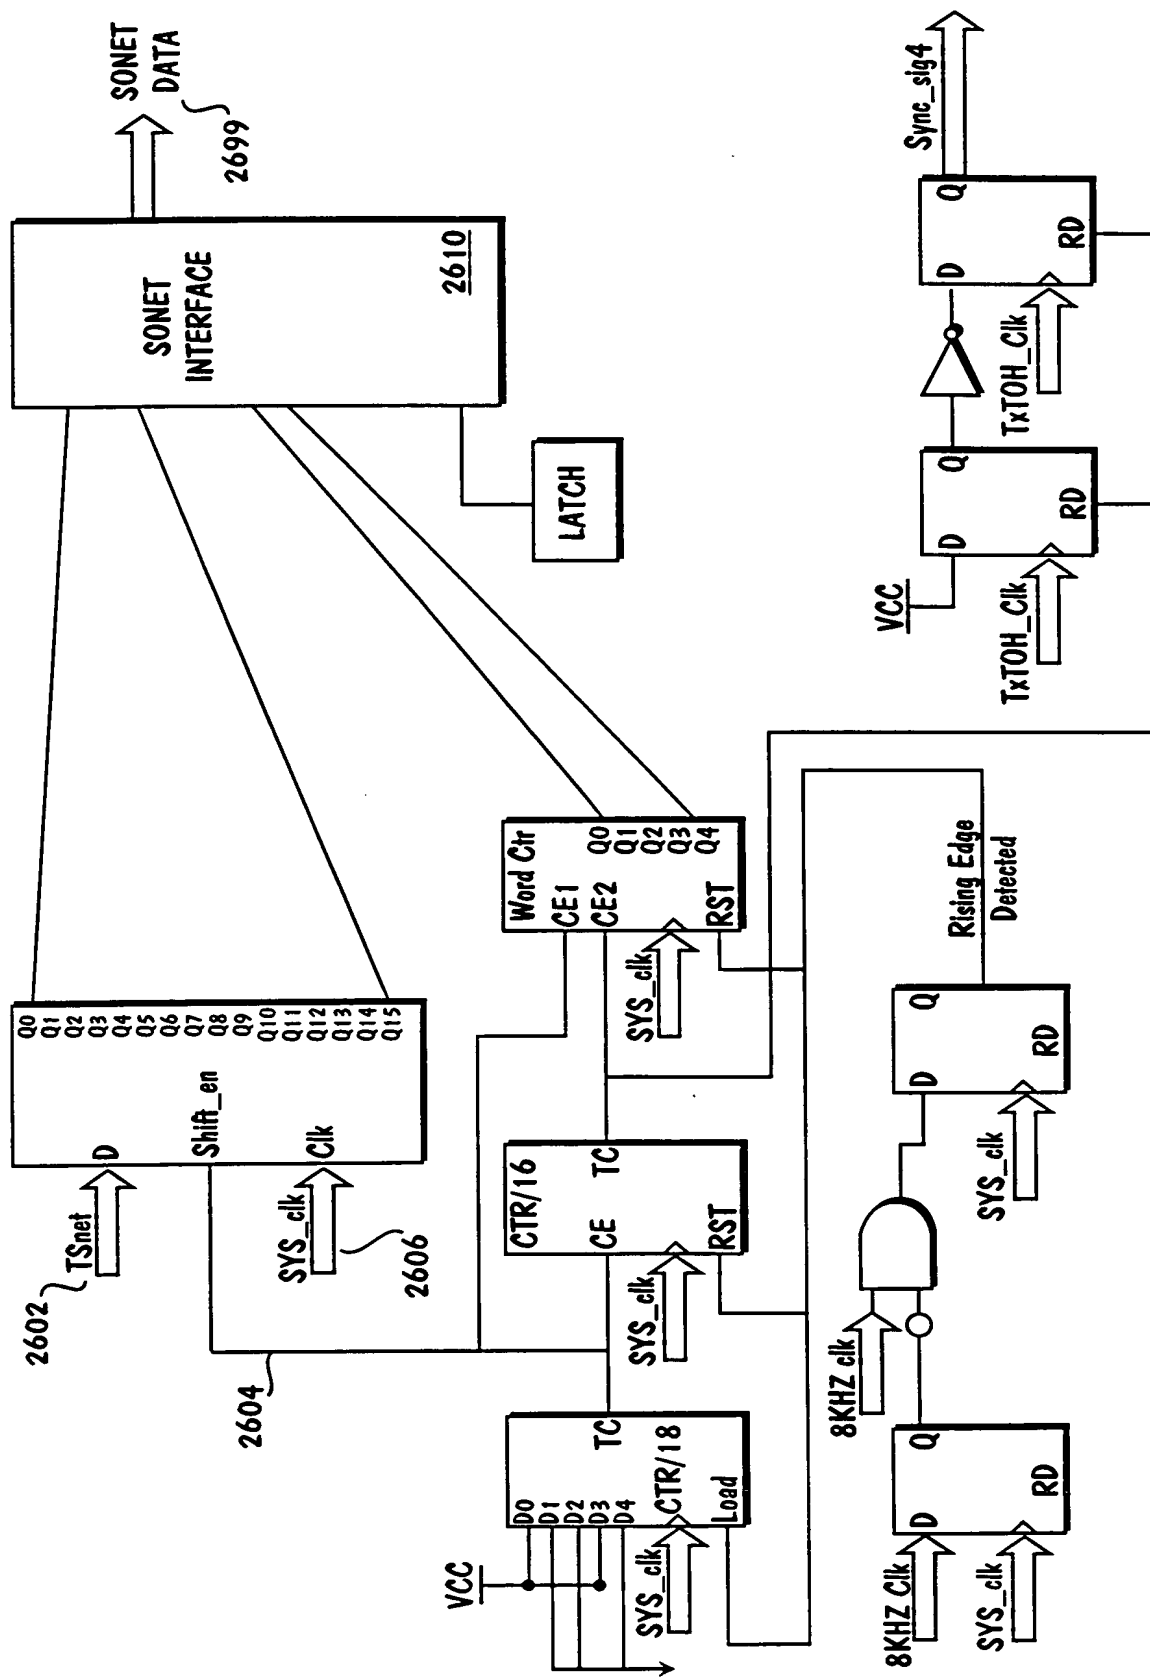 2602
TSnet
D
Shift_en
Clk
SYS_clk
2606
2604
Q0
Q1
Q2
Q3
Q4
Q5
Q6
Q7
Q8
Q9
Q10
Q11
Q12
Q13
Q14
Q15
SONET
INTERFACE
2610
SONET
DATA
2699
LATCH
VCC
D0
D1
D2
D3
D4
TC
CTR/18
Load
SYS_clk
CTR/16
CE
TC
RST
SYS_clk
Word Ctr
CE1
CE2
RST
Q0
Q1
Q2
Q3
Q4
SYS_clk
8KHZ Clk
SYS_clk
D
Q
RD
8KHZ clk
D
Q
RD
SYS_clk
Rising Edge
Detected
VCC
D
Q
RD
TxTOH_Clk
D
Q
RD
TxTOH_Clk
Sync_sig4